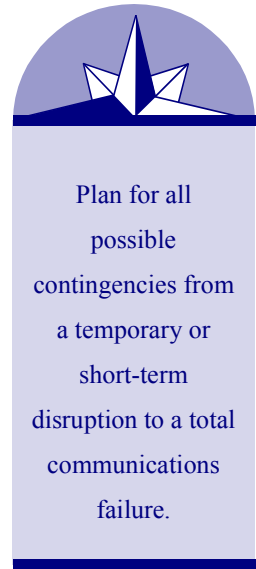 Plan for all
possible
contingencies from
a temporary or
short-term
disruption to a total
communications
failure.